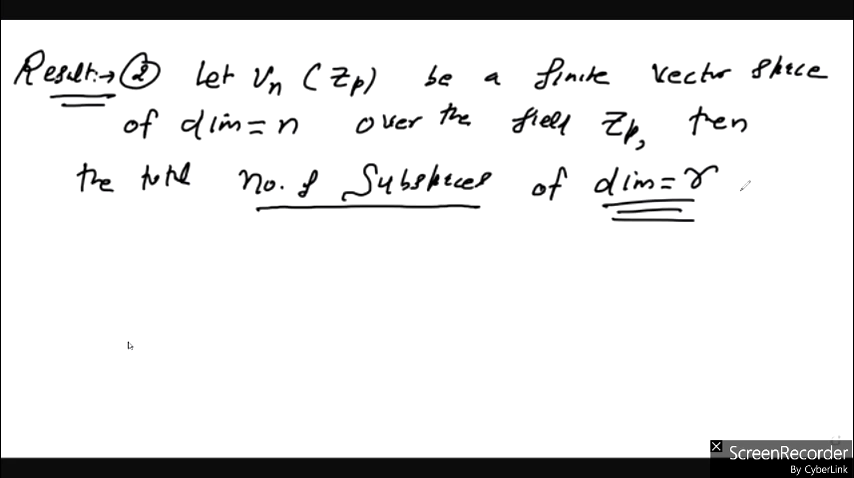 Result:→ ② Let Vn (Zp) be a finite vector space
of dim=n over the field Zp, then
the total no. of Subspaces of dim=r
ScreenRecorder
By CyberLink